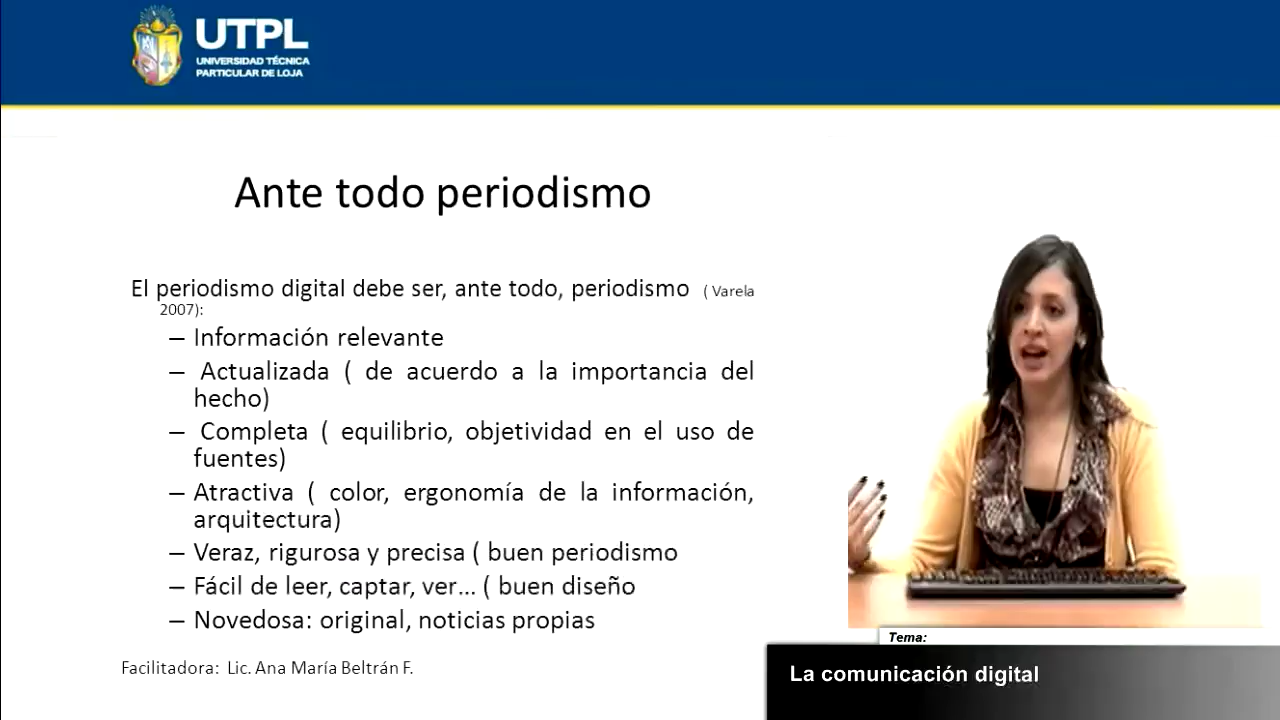 UTPL
UNIVERSIDAD TÉCNICA
PARTICULAR DE LOJA
Ante todo periodismo
El periodismo digital debe ser, ante todo, periodismo ( Varela
2007):
– Información relevante
– Actualizada ( de acuerdo a la importancia del
hecho)
– Completa ( equilibrio, objetividad en el uso de
fuentes)
– Atractiva ( color, ergonomía de la información,
arquitectura)
– Veraz, rigurosa y precisa ( buen periodismo
– Fácil de leer, captar, ver... ( buen diseño
– Novedosa: original, noticias propias
Facilitadora: Lic. Ana María Beltrán F.
Tema:
La comunicación digital